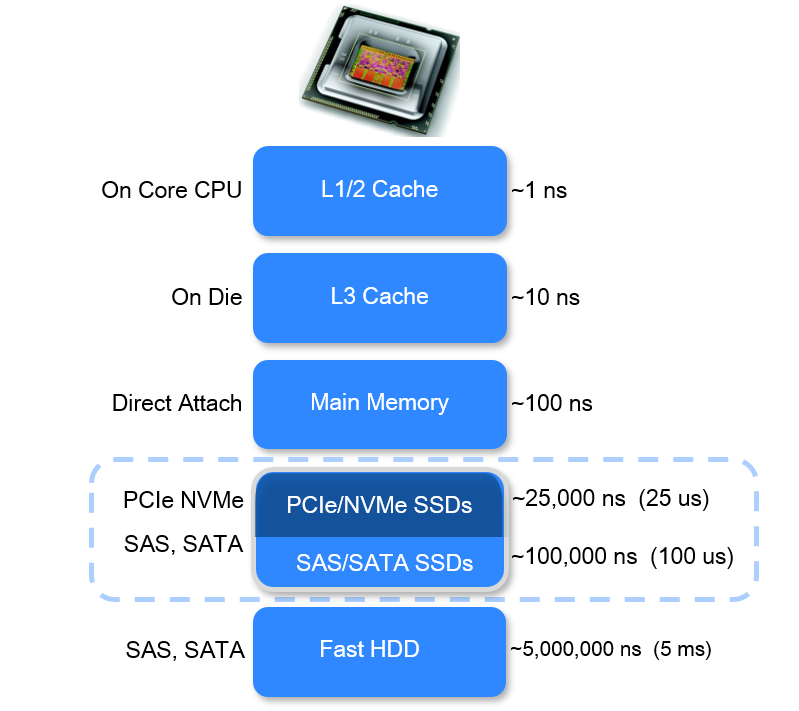 On Core CPU L1/2 Cache ~1 ns
On Die L3 Cache ~10 ns
Direct Attach Main Memory ~100 ns
PCIe NVMe PCIe/NVMe SSDs ~25,000 ns (25 us)
SAS, SATA SAS/SATA SSDs ~100,000 ns (100 us)
SAS, SATA Fast HDD ~5,000,000 ns (5 ms)